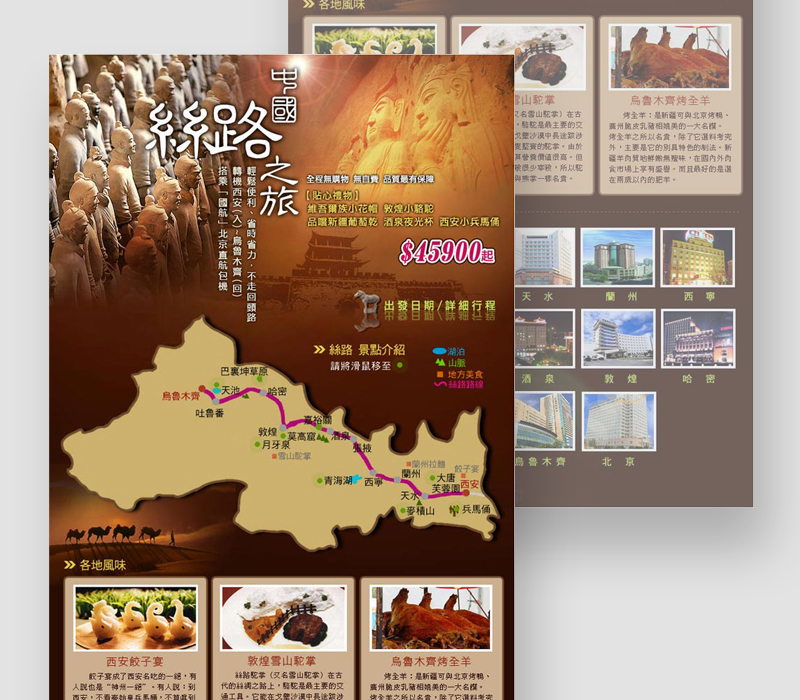 各地風味
雪山駝掌
烏魯木齊烤全羊
烤全羊：是新疆可與北京烤鴨、
廣州脆皮乳豬相媲美的一大名饌。
烤全羊之所以名貴，除了它選料考究
外，主要是它的別具特色的制法。新
疆羊肉質地鮮嫩無膻味，在國內外肉
食市場上享有盛譽。而且最好的是選
在兩歲以內的肥羊。
天水
蘭州
西寧
酒泉
敦煌
哈密
烏魯木齊
北京
中國
絲路
之旅
輕鬆便利、省時省力 不走回頭路
轉機西安(入)-烏魯木齊(回)
搭乘「國航」北京直航包機
全程無購物 無自費 品質最有保障
【貼心禮物】
維吾爾族小花帽 敦煌小駱駝
品嚐新疆葡萄乾 酒泉夜光杯 西安小兵馬俑
$45900起
出發日期/詳細行程
絲路 景點介紹
請將滑鼠移至
湖泊
山脈
地方美食
絲路路線
巴裏坤草原
烏魯木齊
天池
哈密
吐魯番
嘉裕關
敦煌
莫高窟
酒泉
月牙泉
張掖
雪山駝掌
蘭州拉麵
餃子宴
青海湖
西寧
蘭州
大唐
芙蓉園
西安
天水
麥積山
兵馬俑
各地風味
西安餃子宴
餃子宴成了西安名吃的一絕，有
人說也是“神州一絕”。有人說：到
敦煌雪山駝掌
絲路駝掌（又名雪山駝掌）在古
代的絲綢之路上，駱駝是最主要的交
通工具。它能在戈壁沙漠中長途跋涉
烏魯木齊烤全羊
烤全羊：是新疆可與北京烤鴨、
廣州脆皮乳豬相媲美的一大名饌。
烤全羊之所以名貴，除了它選料考究